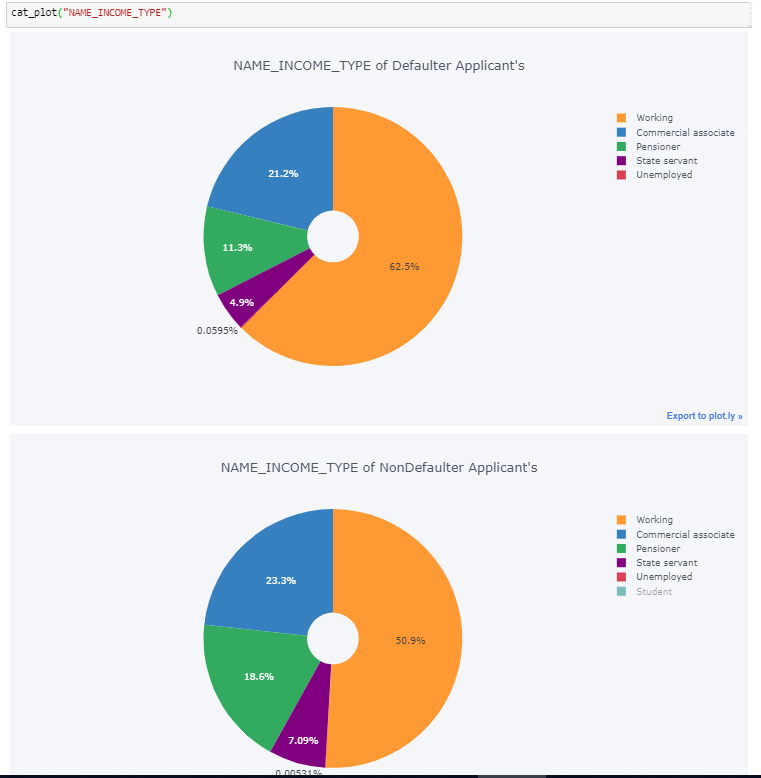 cat_plot("NAME_INCOME_TYPE")
NAME_INCOME_TYPE of Defaulter Applicant's
Working
Commercial associate
Pensioner
State servant
Unemployed
21.2%
11.3%
62.5%
4.9%
0.0595%
Export to plot.ly »
NAME_INCOME_TYPE of NonDefaulter Applicant's
Working
Commercial associate
Pensioner
State servant
Unemployed
Student
23.3%
50.9%
18.6%
7.09%
0.00531%